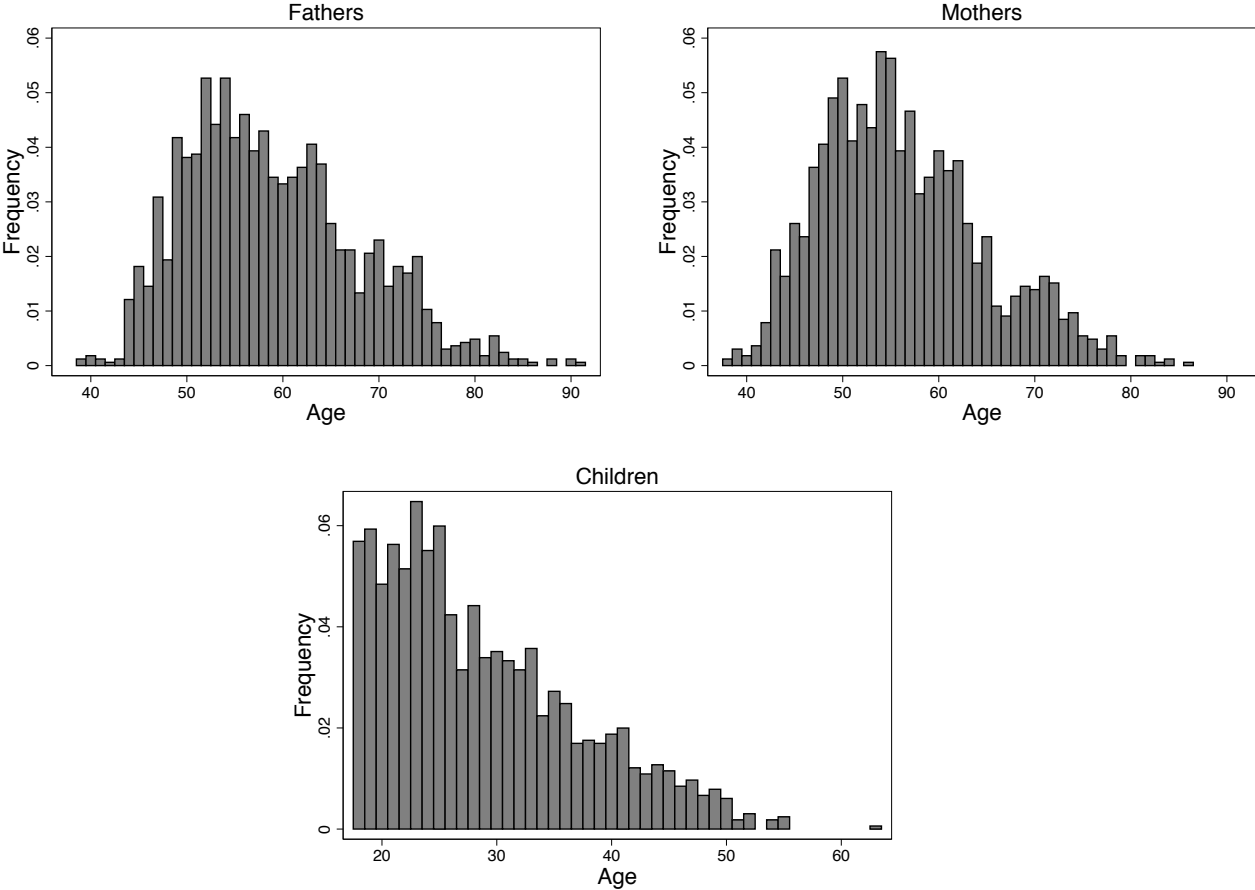 Fathers
Frequency
0 .01 .02 .03 .04 .05 .06
40 50 60 70 80 90
Age
Mothers
Frequency
0 .01 .02 .03 .04 .05 .06
40 50 60 70 80 90
Age
Children
Frequency
0 .02 .04 .06
20 30 40 50 60
Age